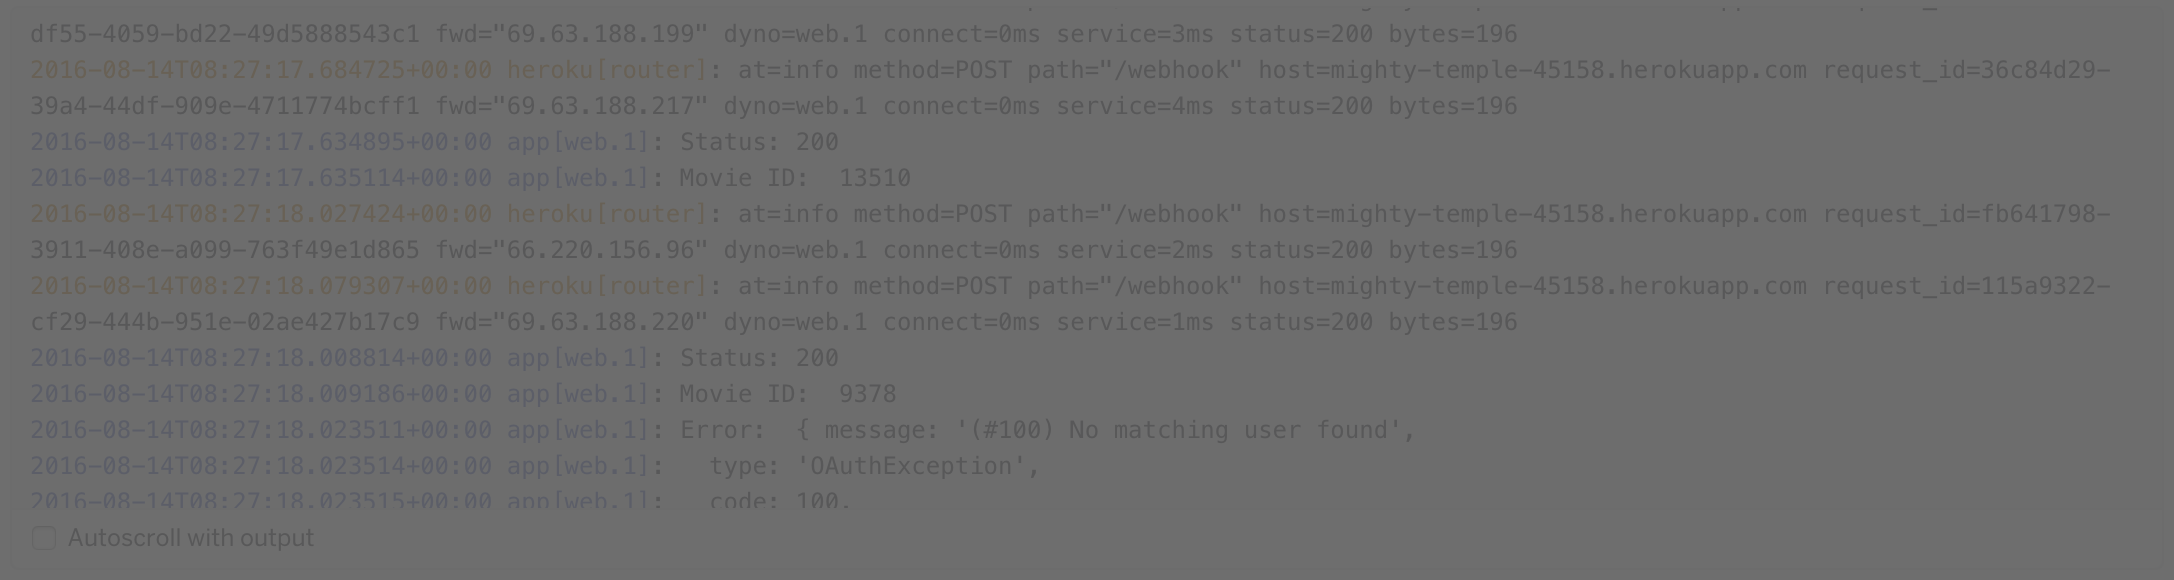 df55-4059-bd22-49d5888543c1 fwd="69.63.188.199" dyno=web.1 connect=0ms service=3ms status=200 bytes=196
2016-08-14T08:27:17.684725+00:00 heroku[router]: at=info method=POST path="/webhook" host=mighty-temple-45158.herokuapp.com request_id=36c84d29-
39a4-44df-909e-4711774bcff1 fwd="69.63.188.217" dyno=web.1 connect=0ms service=4ms status=200 bytes=196
2016-08-14T08:27:17.634895+00:00 app[web.1]: Status: 200
2016-08-14T08:27:17.635114+00:00 app[web.1]: Movie ID:  13510
2016-08-14T08:27:18.027424+00:00 heroku[router]: at=info method=POST path="/webhook" host=mighty-temple-45158.herokuapp.com request_id=fb641798-
3911-408e-a099-763f49e1d865 fwd="66.220.156.96" dyno=web.1 connect=0ms service=2ms status=200 bytes=196
2016-08-14T08:27:18.079307+00:00 heroku[router]: at=info method=POST path="/webhook" host=mighty-temple-45158.herokuapp.com request_id=115a9322-
cf29-444b-951e-02ae427b17c9 fwd="69.63.188.220" dyno=web.1 connect=0ms service=1ms status=200 bytes=196
2016-08-14T08:27:18.008814+00:00 app[web.1]: Status: 200
2016-08-14T08:27:18.009186+00:00 app[web.1]: Movie ID:  9378
2016-08-14T08:27:18.023511+00:00 app[web.1]: Error:  { message: '(#100) No matching user found',
2016-08-14T08:27:18.023514+00:00 app[web.1]:   type: 'OAuthException',
2016-08-14T08:27:18.023515+00:00 app[web.1]:   code: 100,
Autoscroll with output